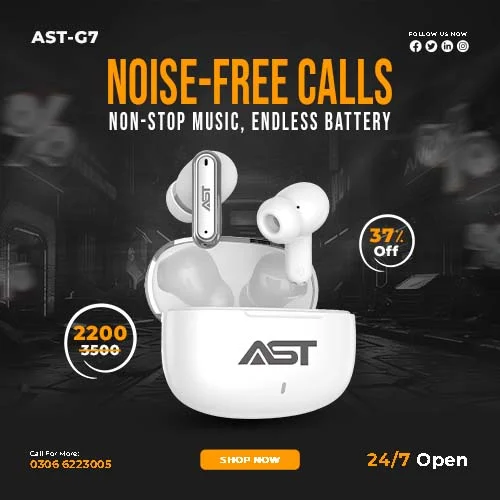 AST-G7
FOLLOW US NOW
NOISE-FREE CALLS
NON-STOP MUSIC, ENDLESS BATTERY
AST
37%
Off
2200
3500
AST
Call For More:
0306 6223005
SHOP NOW
24/7 Open